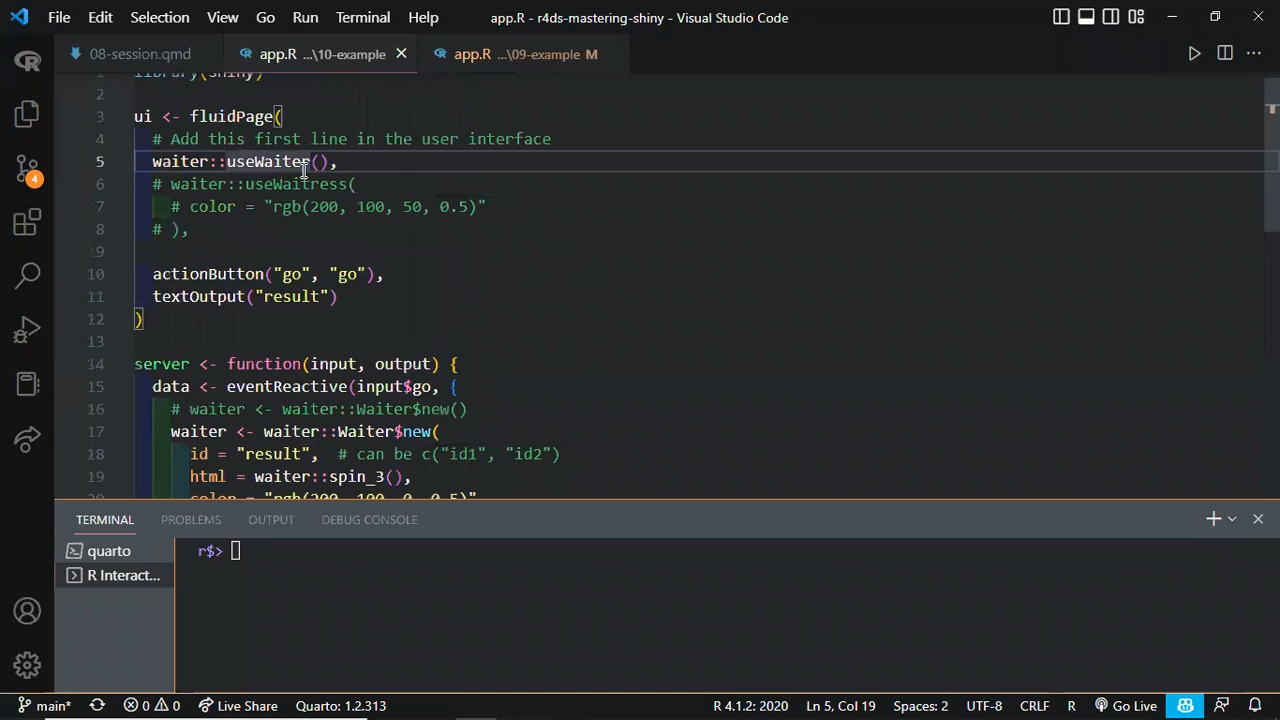 File Edit Selection View Go Run Terminal Help
app.R - r4ds-mastering-shiny - Visual Studio Code
08-session.qmd
app.R ...\10-example
app.R ...\09-example M
library(shiny)
2
3 ui <- fluidPage(
4 # Add this first line in the user interface
5 waiter::useWaiter(),
6 # waiter::useWaitress(
7 # color = "rgb(200, 100, 50, 0.5)"
8 # ),
9
10 actionButton("go", "go"),
11 textOutput("result")
12 )
13
14 server <- function(input, output) {
15 data <- eventReactive(input$go, {
16 # waiter <- waiter::Waiter$new()
17 waiter <- waiter::Waiter$new(
18 id = "result", # can be c("id1", "id2")
19 html = waiter::spin_3(),
20 color = "rgb(200, 100, 0, 0.5)"
4
TERMINAL PROBLEMS OUTPUT DEBUG CONSOLE
quarto
R Interact...
r$>
main* 0 0 Live Share Quarto: 1.2.313
R 4.1.2: 2020 Ln 5, Col 19 Spaces: 2 UTF-8 CRLF R Go Live